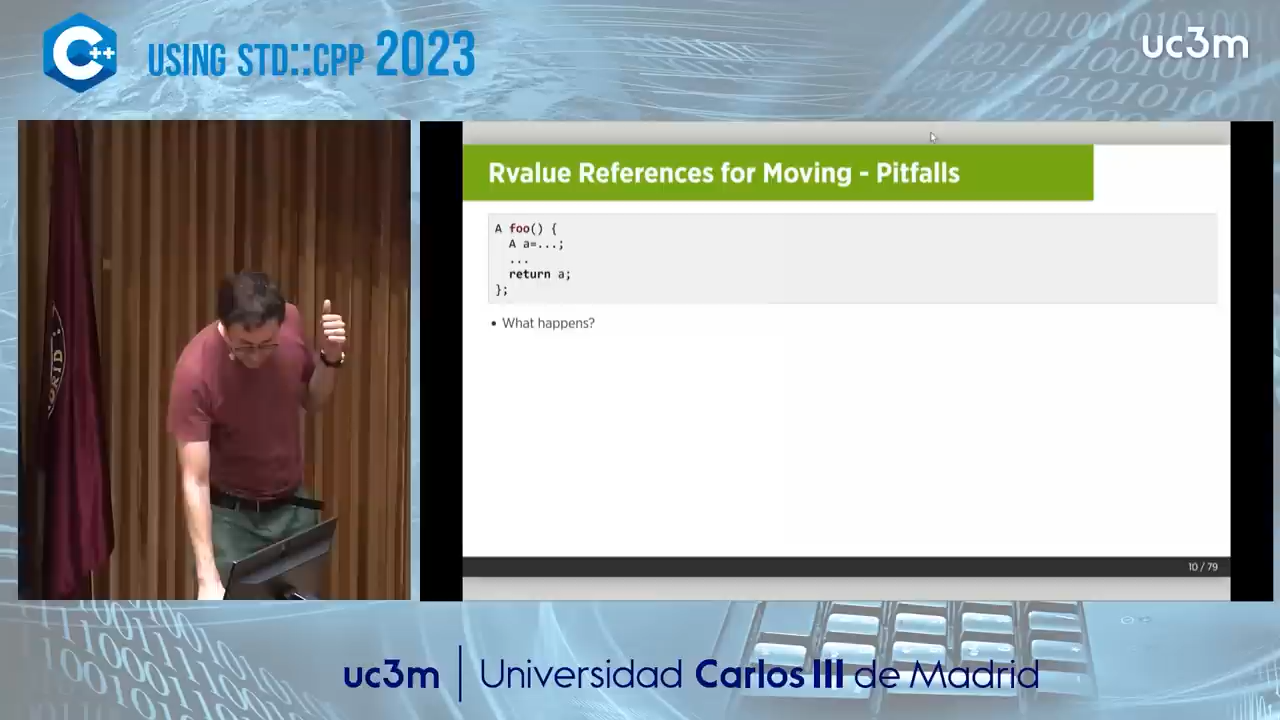 C++
USING STD::CPP 2023
uc3m
Rvalue References for Moving - Pitfalls
A foo() {
A a=...;
...
return a;
};
• What happens?
10 / 79
uc3m | Universidad Carlos III de Madrid